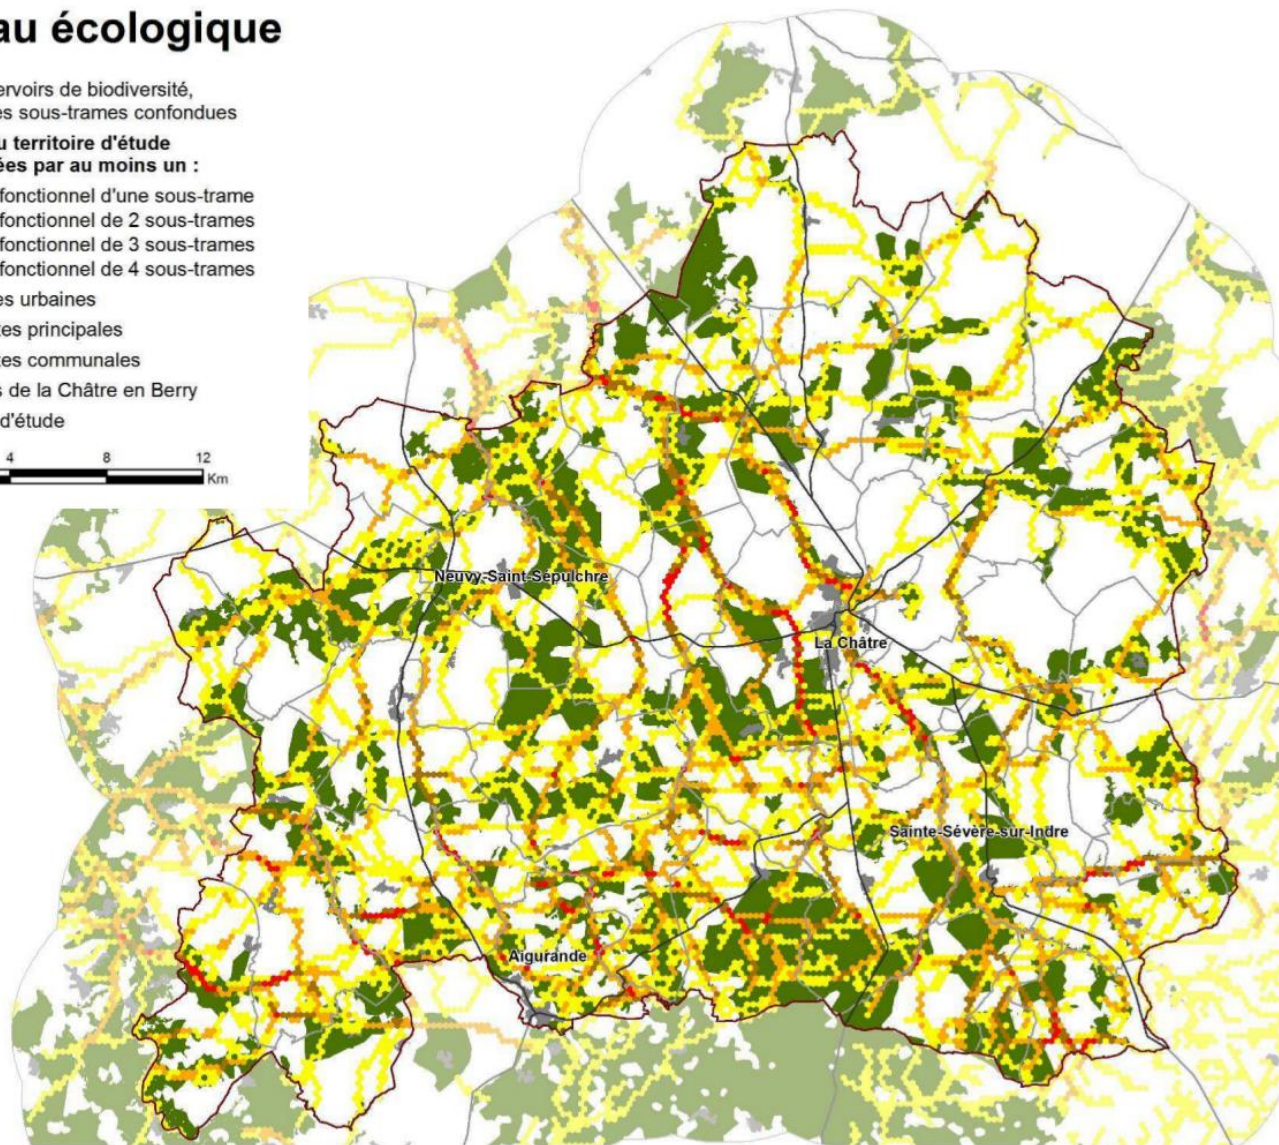 au écologique
ervoirs de biodiversité,
es sous-trames confondues
u territoire d'étude
ées par au moins un :
fonctionnel d'une sous-trame
fonctionnel de 2 sous-trames
fonctionnel de 3 sous-trames
fonctionnel de 4 sous-trames
es urbaines
tes principales
tes communales
s de la Châtre en Berry
d'étude
4 8 12
Km
Neuvy-Saint-Sépulchre
La Châtre
Sainte-Sévère-sur-Indre
Aigurande